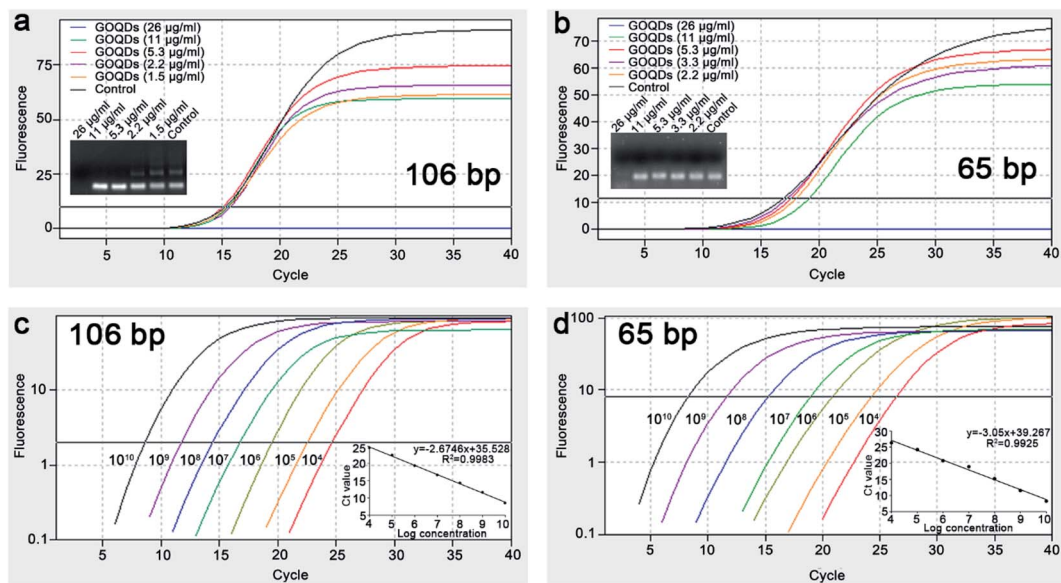 a
GOQDs (26 µg/ml)
GOQDs (11 µg/ml)
GOQDs (5.3 µg/ml)
GOQDs (2.2 µg/ml)
GOQDs (1.5 µg/ml)
Control
75
50
25
0
Fluorescence
26 µg/ml
11 µg/ml
5.3 µg/ml
2.2 µg/ml
1.5 µg/ml
Control
106 bp
5 10 15 20 25 30 35 40
Cycle
b
GOQDs (26 µg/ml)
GOQDs (11 µg/ml)
GOQDs (5.3 µg/ml)
GOQDs (3.3 µg/ml)
GOQDs (2.2 µg/ml)
Control
70
60
50
40
30
20
10
0
Fluorescence
26 µg/ml
11 µg/ml
5.3 µg/ml
3.3 µg/ml
2.2 µg/ml
Control
65 bp
5 10 15 20 25 30 35 40
Cycle
c
106 bp
10
1
0.1
Fluorescence
10¹⁰ 10⁹ 10⁸ 10⁷ 10⁶ 10⁵ 10⁴
y=-2.6746x+35.528
R²=0.9983
25
20
15
10
5
Ct value
4 5 6 7 8 9 10
Log concentration
5 10 15 20 25 30 35 40
Cycle
d
65 bp
100
10
1
0.1
Fluorescence
10¹⁰ 10⁹ 10⁸ 10⁷ 10⁶ 10⁵ 10⁴
y=-3.05x+39.267
R²=0.9925
30
25
20
15
10
5
Ct value
4 5 6 7 8 9 10
Log concentration
5 10 15 20 25 30 35 40
Cycle